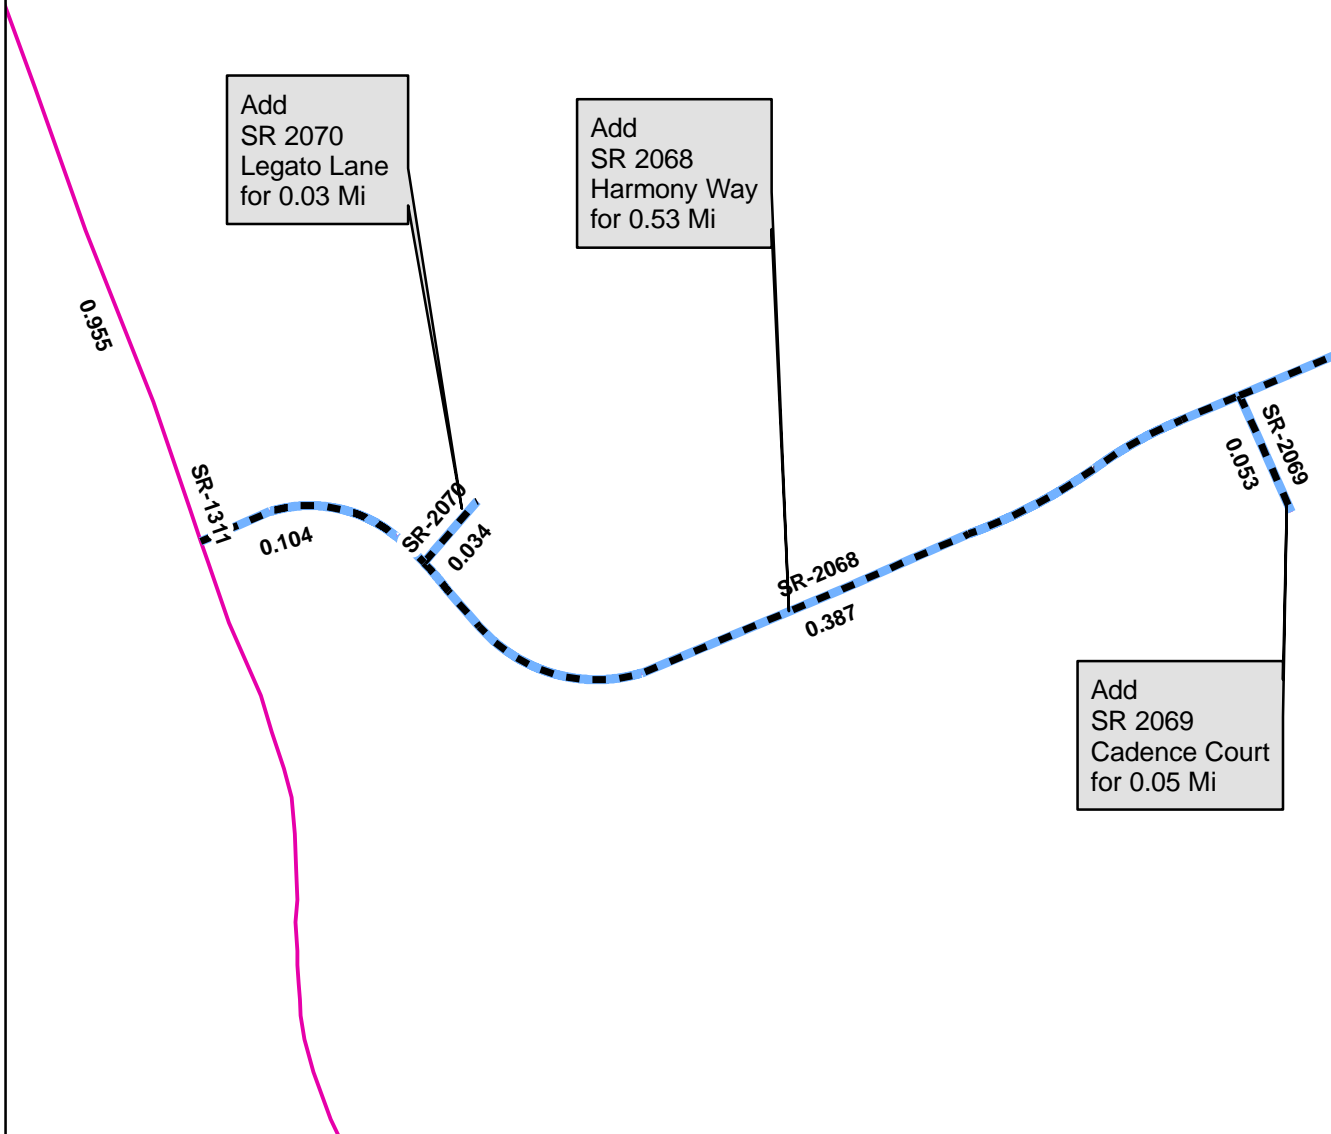 Add
SR 2070
Legato Lane
for 0.03 Mi
Add
SR 2068
Harmony Way
for 0.53 Mi
0.955
SR-1311
0.104
SR-2070
0.034
SR-2068
0.387
SR-2069
0.053
Add
SR 2069
Cadence Court
for 0.05 Mi